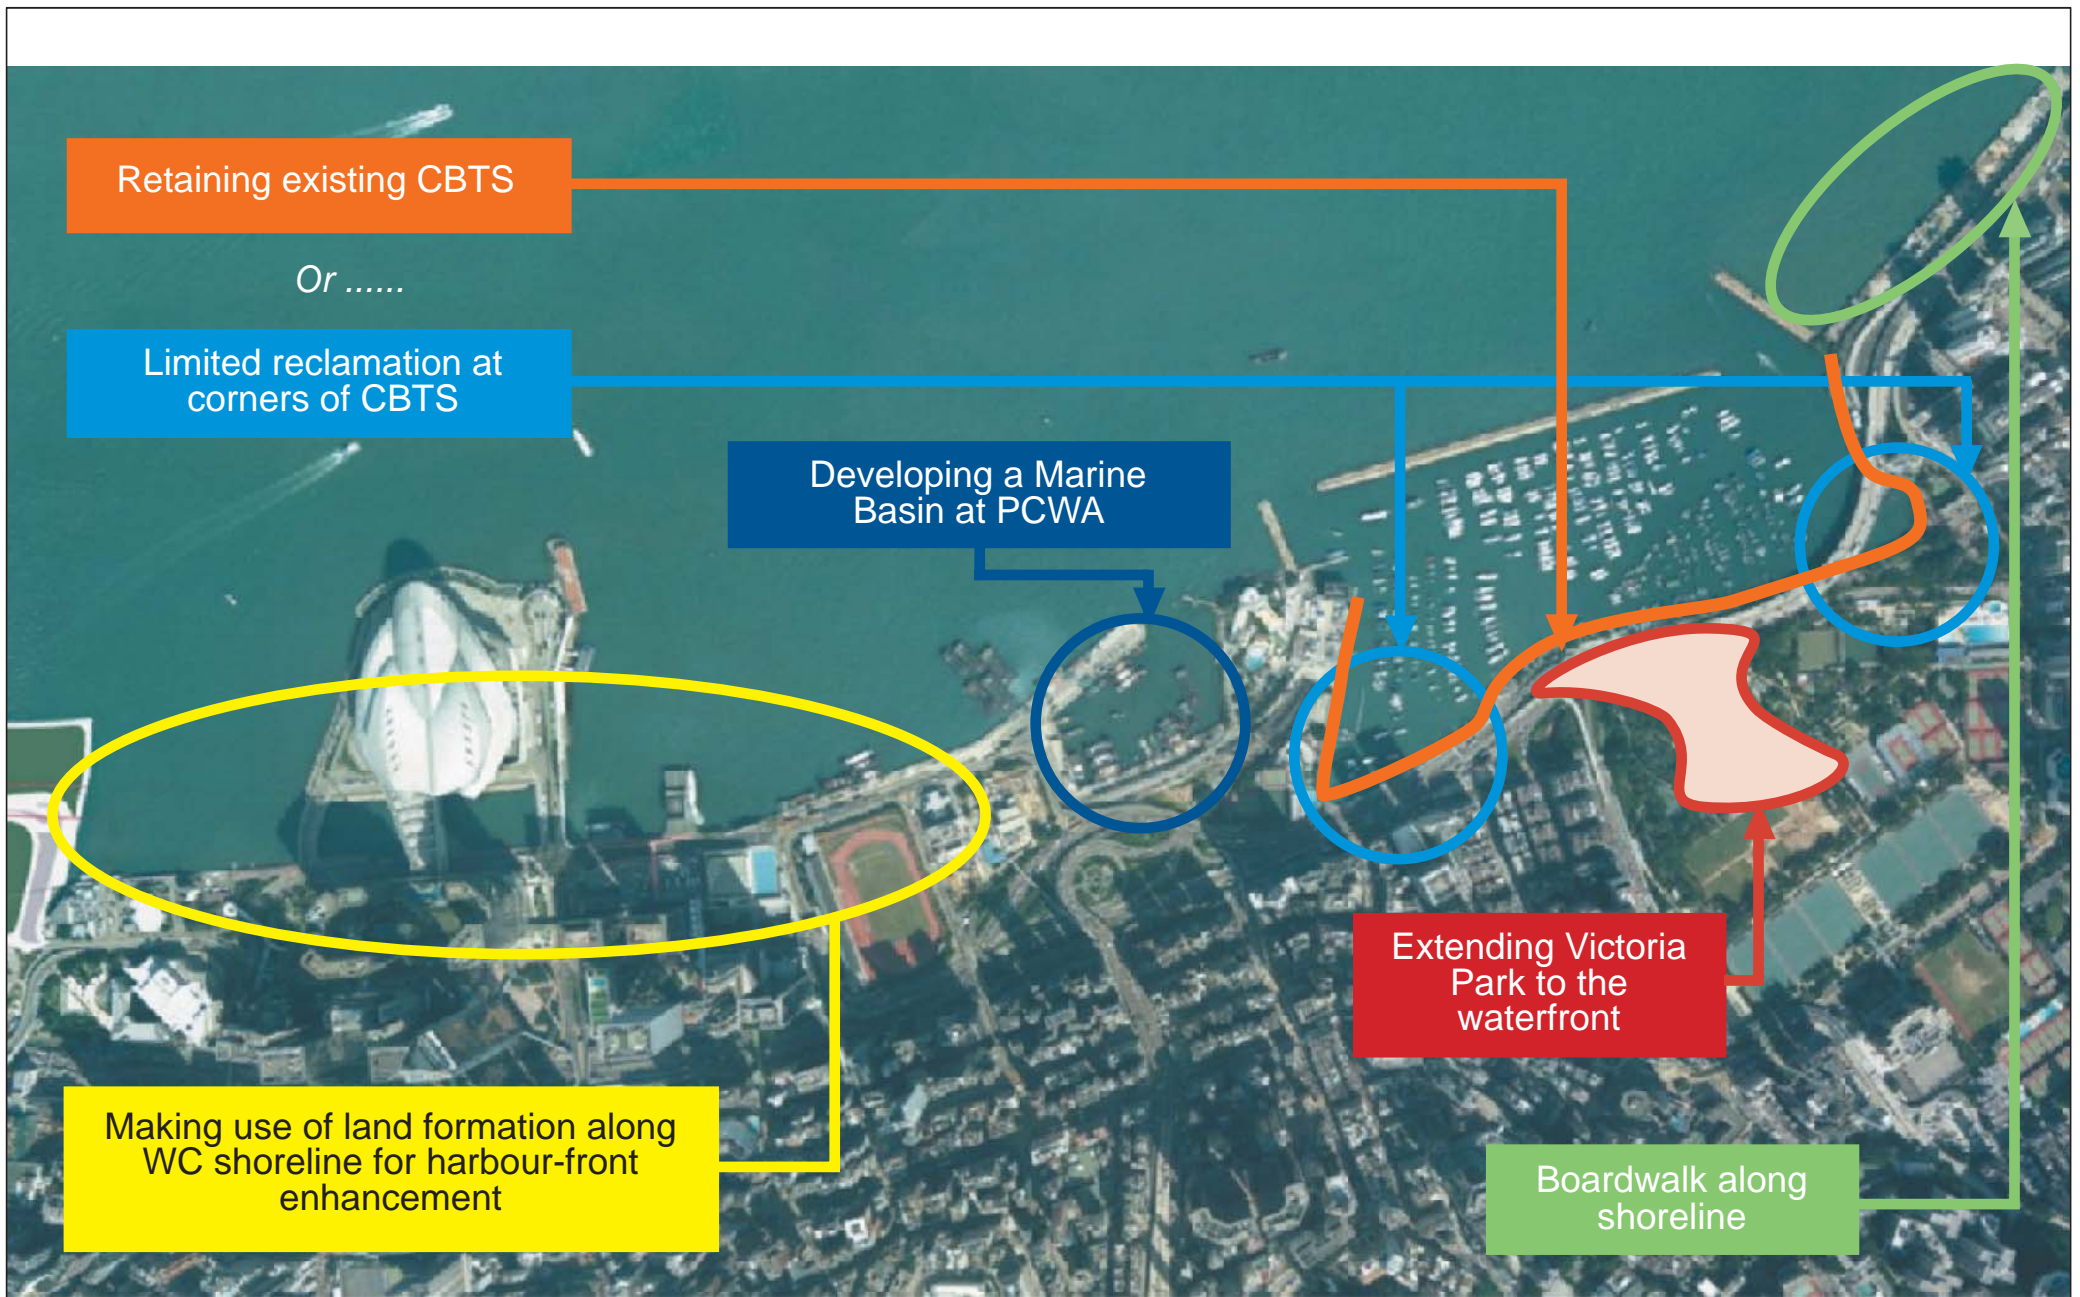 Retaining existing CBTS
Or ......
Limited reclamation at
corners of CBTS
Developing a Marine
Basin at PCWA
Extending Victoria
Park to the
waterfront
Making use of land formation along
WC shoreline for harbour-front
enhancement
Boardwalk along
shoreline